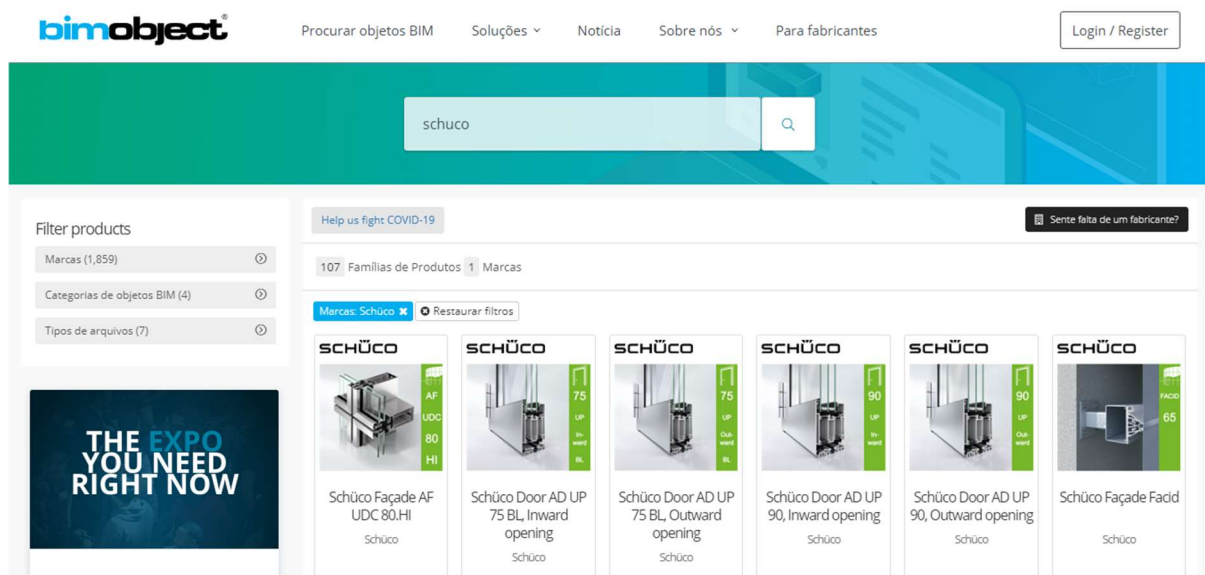 bimobject®
Procurar objetos BIM Soluções Notícia Sobre nós Para fabricantes Login / Register
schuco
Filter products
Marcas (1,859)
Categorias de objetos BIM (4)
Tipos de arquivos (7)
THE EXPO
YOU NEED
RIGHT NOW
Help us fight COVID-19
Sente falta de um fabricante?
107 Famílias de Produtos 1 Marcas
Marcas: Schüco Restaurar filtros
SCHÜCO
AF
UDC
80
HI
Schüco Façade AF
UDC 80.HI
Schüco
SCHÜCO
75
UP
In-
ward
BL
Schüco Door AD UP
75 BL, Inward
opening
Schüco
SCHÜCO
75
UP
Out-
ward
BL
Schüco Door AD UP
75 BL, Outward
opening
Schüco
SCHÜCO
90
UP
In-
ward
Schüco Door AD UP
90, Inward opening
Schüco
SCHÜCO
90
UP
Out-
ward
Schüco Door AD UP
90, Outward opening
Schüco
SCHÜCO
FACID
65
Schüco Façade Facid
Schüco